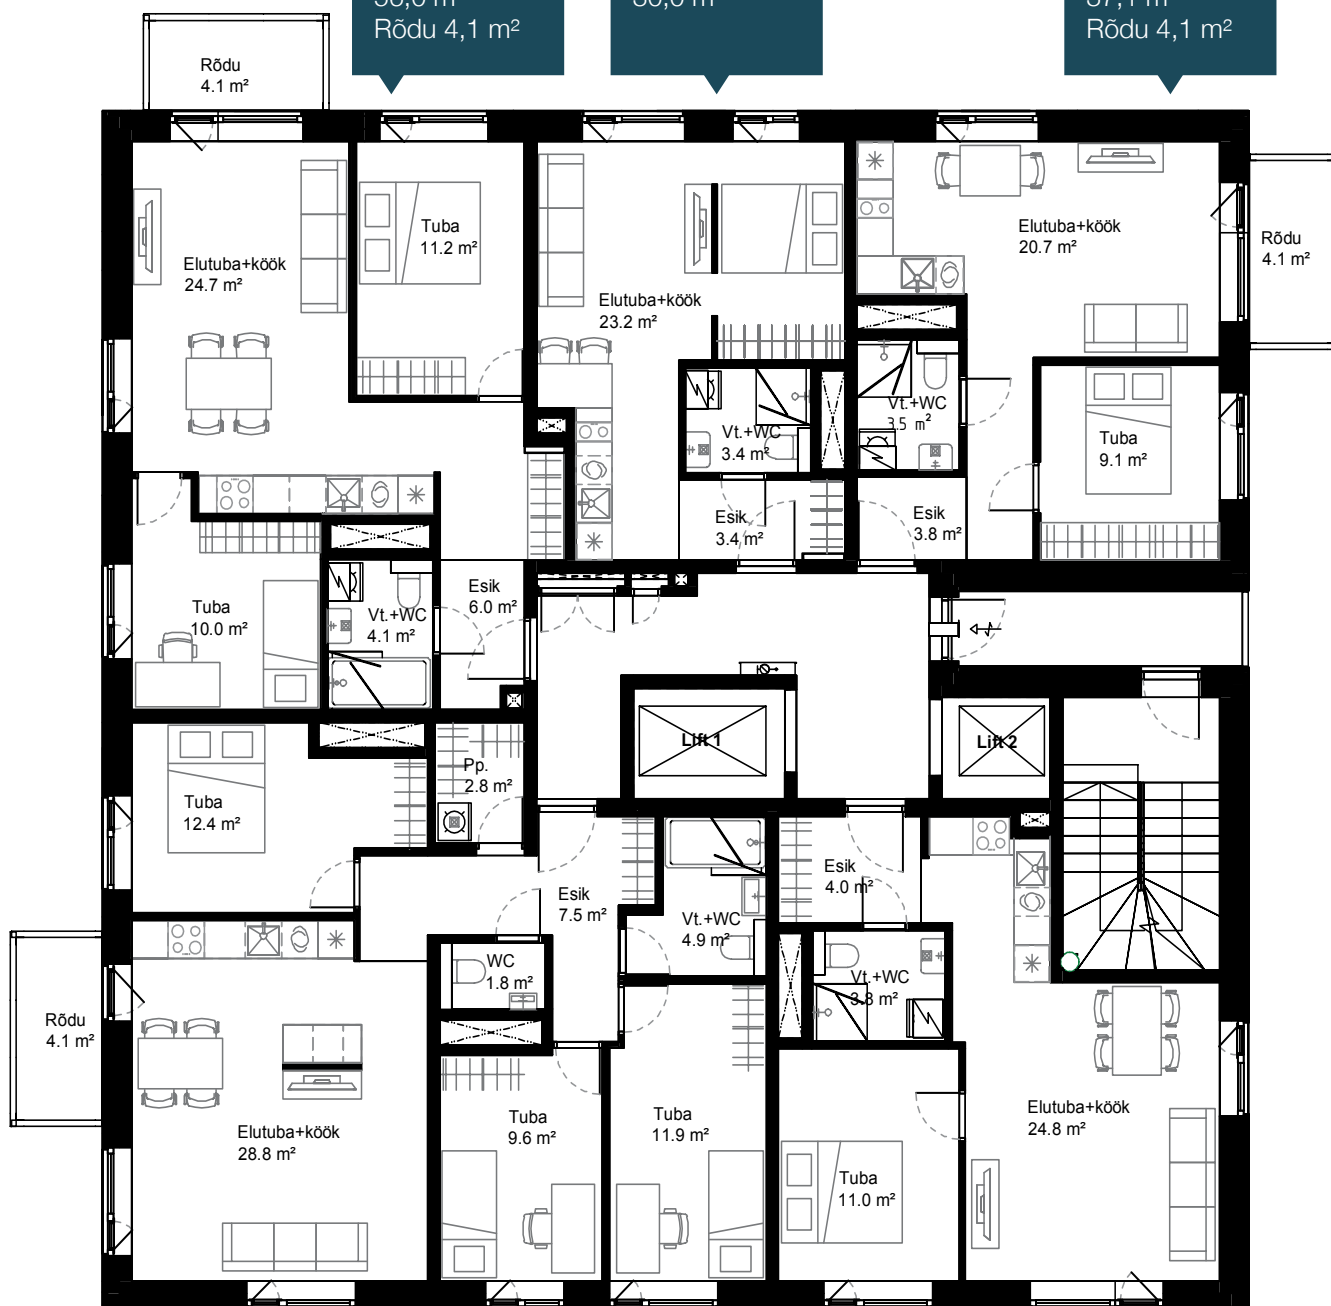 Rõdu 4,1 m²
Rõdu 4,1 m²
Rõdu
4.1 m²
Tuba
11.2 m²
Elutuba+köök
24.7 m²
Elutuba+köök
23.2 m²
Elutuba+köök
20.7 m²
Rõdu
4.1 m²
Vt.+WC
3.4 m²
Vt.+WC
3.5 m²
Tuba
9.1 m²
Esik
3.4 m²
Esik
3.8 m²
Tuba
10.0 m²
Vt.+WC
4.1 m²
Esik
6.0 m²
Lift 1
Lift 2
Pp.
2.8 m²
Tuba
12.4 m²
Esik
7.5 m²
Vt.+WC
4.9 m²
Esik
4.0 m²
WC
1.8 m²
Vt.+WC
3.8 m²
Rõdu
4.1 m²
Elutuba+köök
28.8 m²
Tuba
9.6 m²
Tuba
11.9 m²
Tuba
11.0 m²
Elutuba+köök
24.8 m²